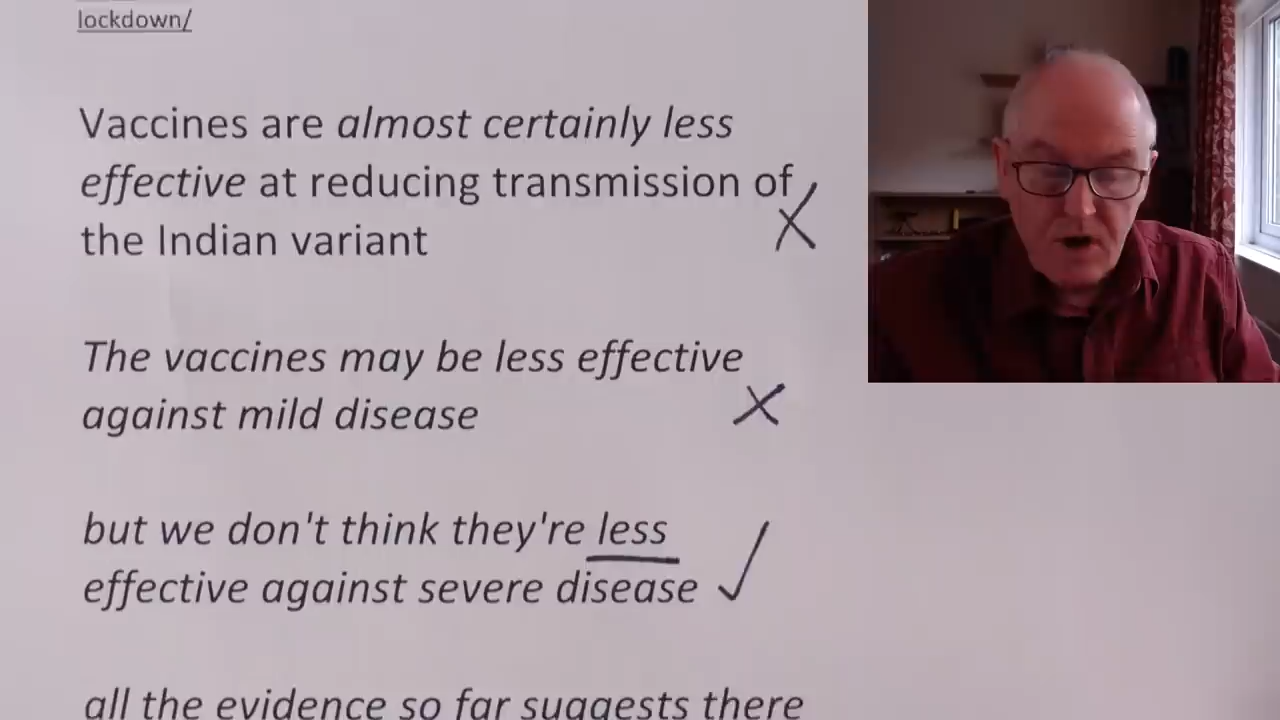 lockdown/
Vaccines are almost certainly less
effective at reducing transmission of
the Indian variant
The vaccines may be less effective
against mild disease
but we don't think they're less
effective against severe disease
all the evidence so far suggests there